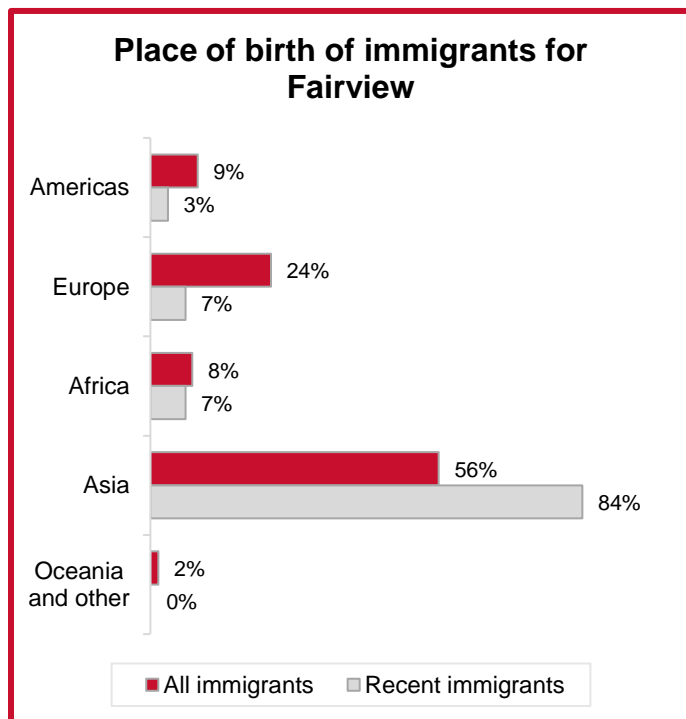 Place of birth of immigrants for
Fairview
Americas
9%
3%
Europe
24%
7%
Africa
8%
7%
Asia
56%
84%
Oceania
and other
2%
0%
All immigrants
Recent immigrants